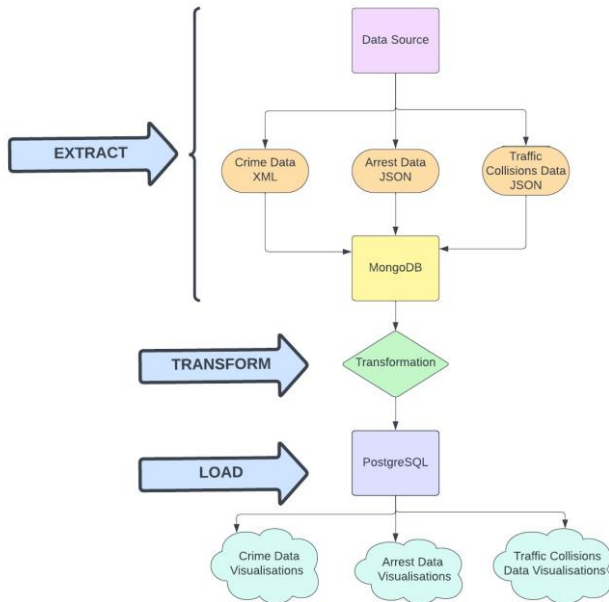 Data Source
EXTRACT
Crime Data
XML
Arrest Data
JSON
Traffic
Collisions Data
JSON
MongoDB
TRANSFORM
Transformation
LOAD
PostgreSQL
Crime Data
Visualisations
Arrest Data
Visualisations
Traffic Collisions
Data Visualisations